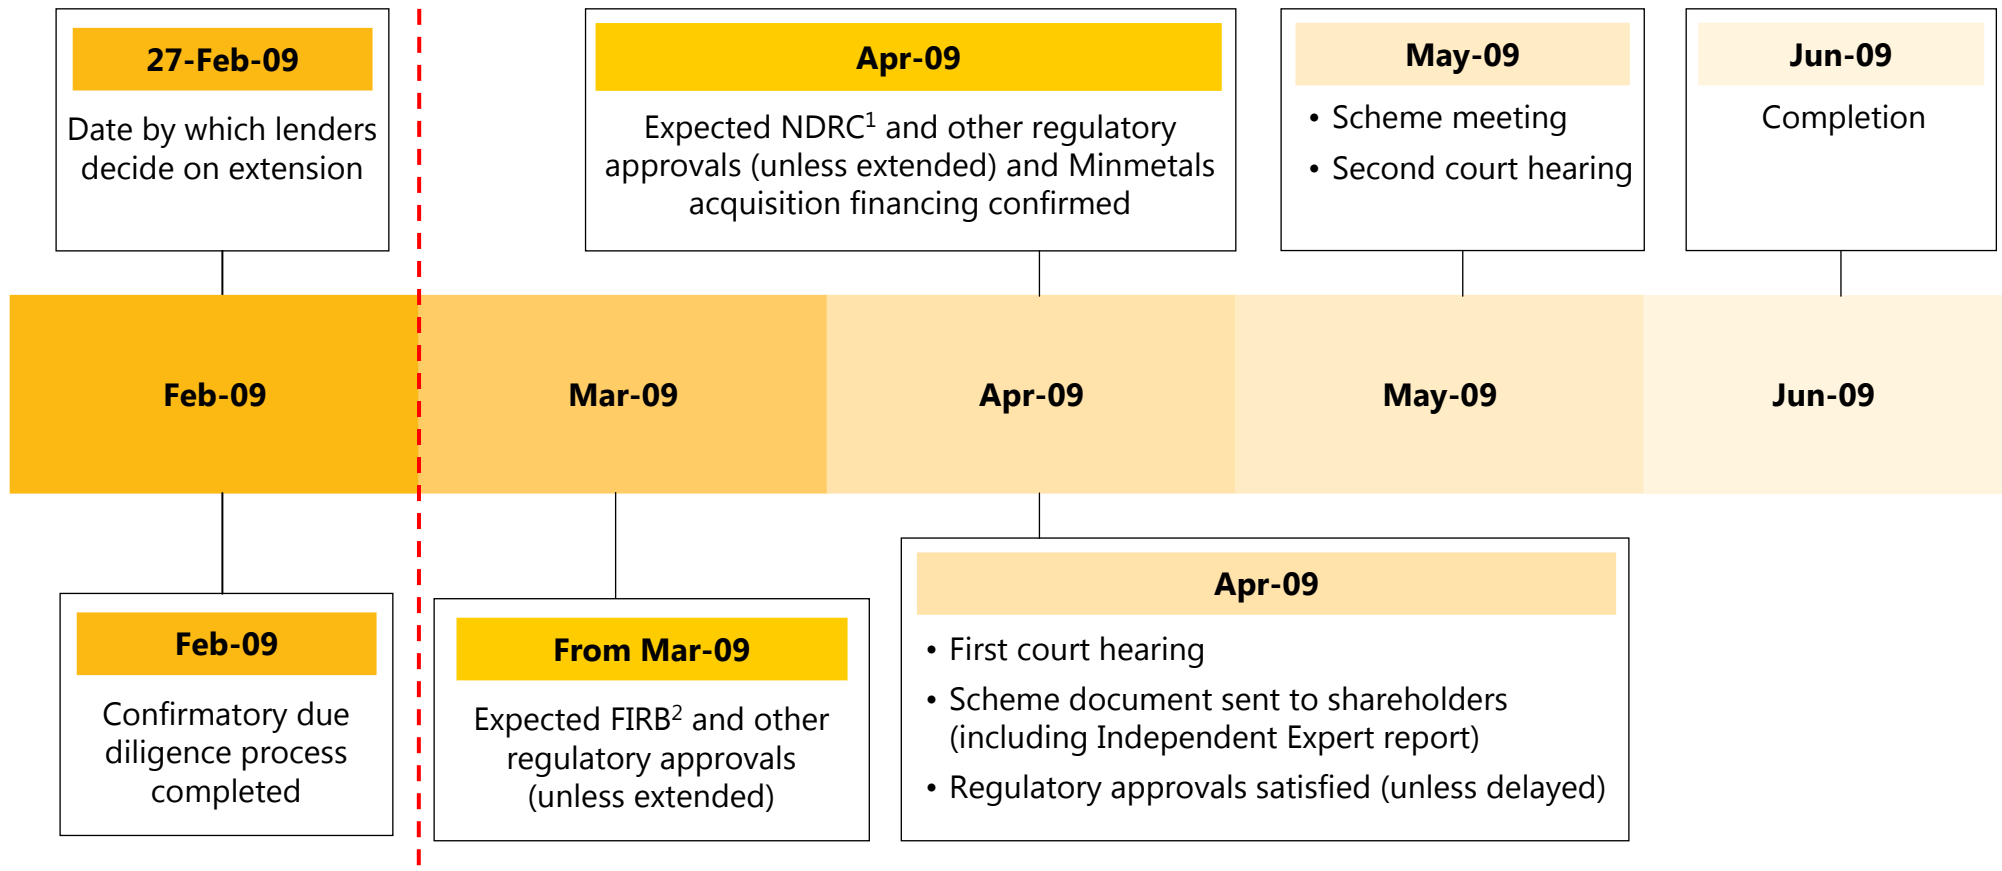 27-Feb-09
Date by which lenders
decide on extension
Apr-09
Expected NDRC¹ and other regulatory
approvals (unless extended) and Minmetals
acquisition financing confirmed
May-09
• Scheme meeting
• Second court hearing
Jun-09
Completion
Feb-09
Mar-09
Apr-09
May-09
Jun-09
Feb-09
Confirmatory due
diligence process
completed
From Mar-09
Expected FIRB² and other
regulatory approvals
(unless extended)
Apr-09
• First court hearing
• Scheme document sent to shareholders
(including Independent Expert report)
• Regulatory approvals satisfied (unless delayed)